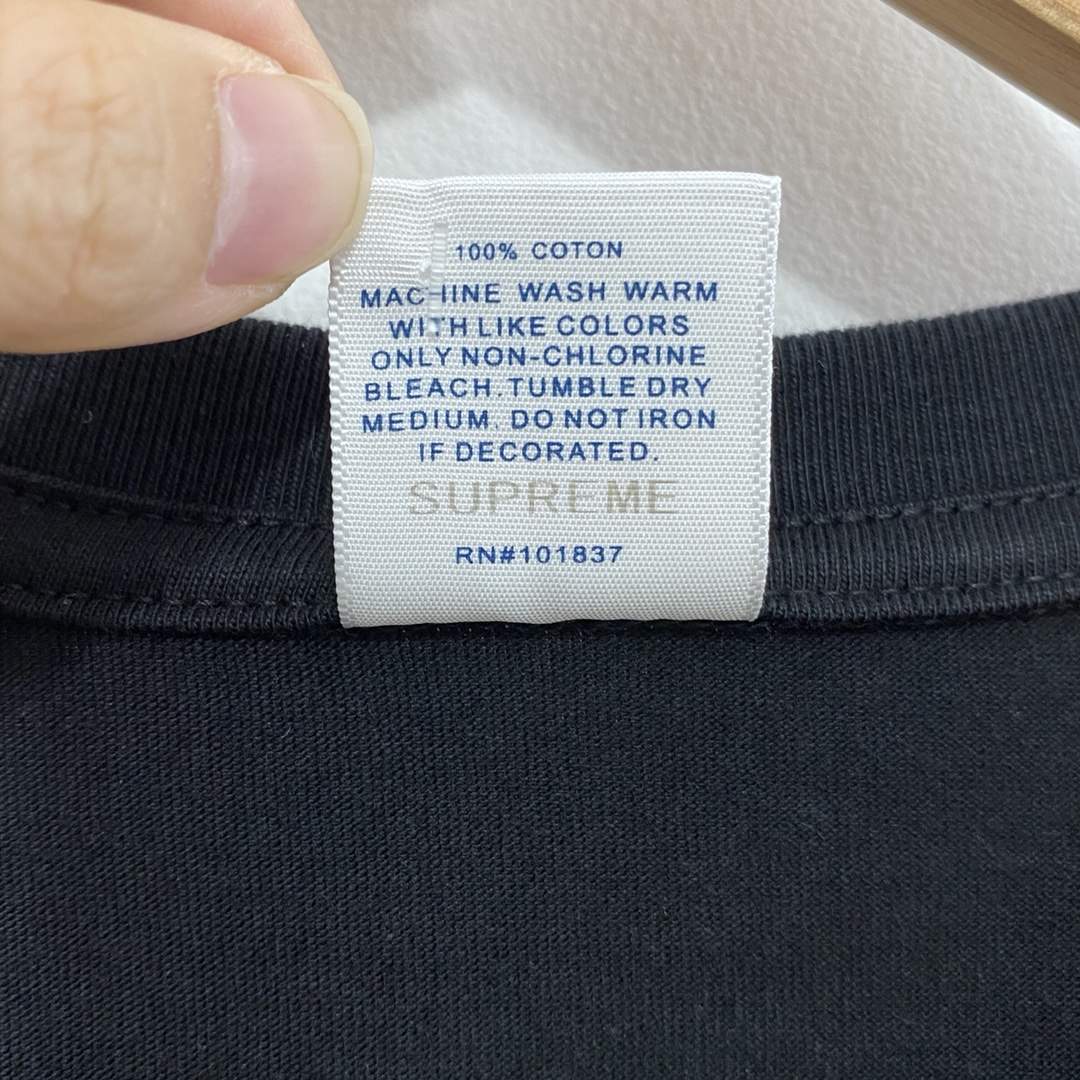 100% COTON
MACHINE WASH WARM
WITH LIKE COLORS
ONLY NON-CHLORINE
BLEACH. TUMBLE DRY
MEDIUM. DO NOT IRON
IF DECORATED.
SUPREME
RN#101837